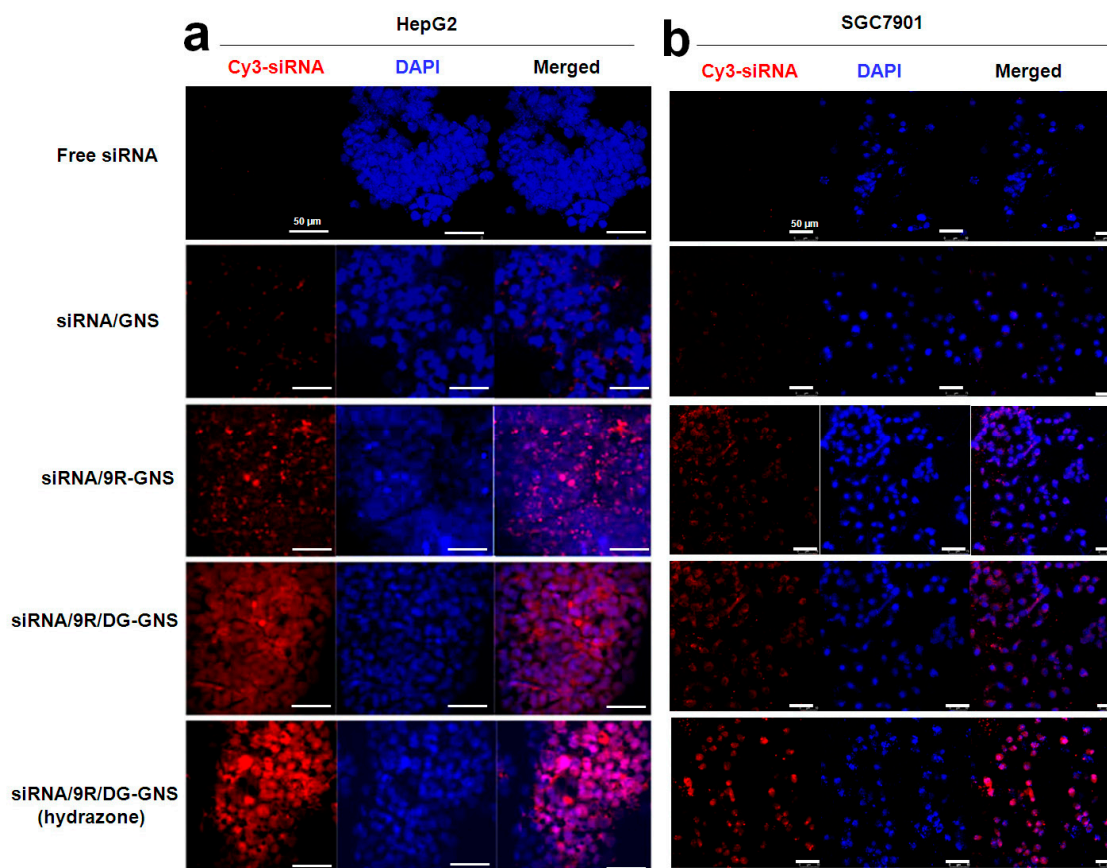 a
HepG2
b
SGC7901
Cy3-siRNA
DAPI
Merged
Cy3-siRNA
DAPI
Merged
Free siRNA
50 μm
50 μm
siRNA/GNS
siRNA/9R-GNS
siRNA/9R/DG-GNS
siRNA/9R/DG-GNS
(hydrazone)